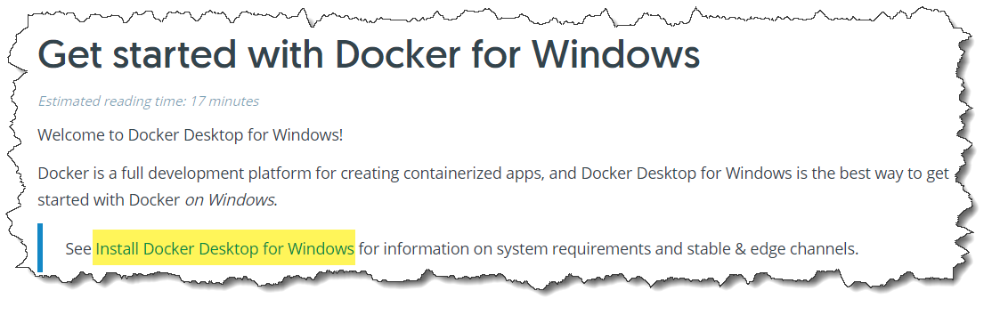 Get started with Docker for Windows
Estimated reading time: 17 minutes
Welcome to Docker Desktop for Windows!
Docker is a full development platform for creating containerized apps, and Docker Desktop for Windows is the best way to get
started with Docker on Windows.
See Install Docker Desktop for Windows for information on system requirements and stable & edge channels.